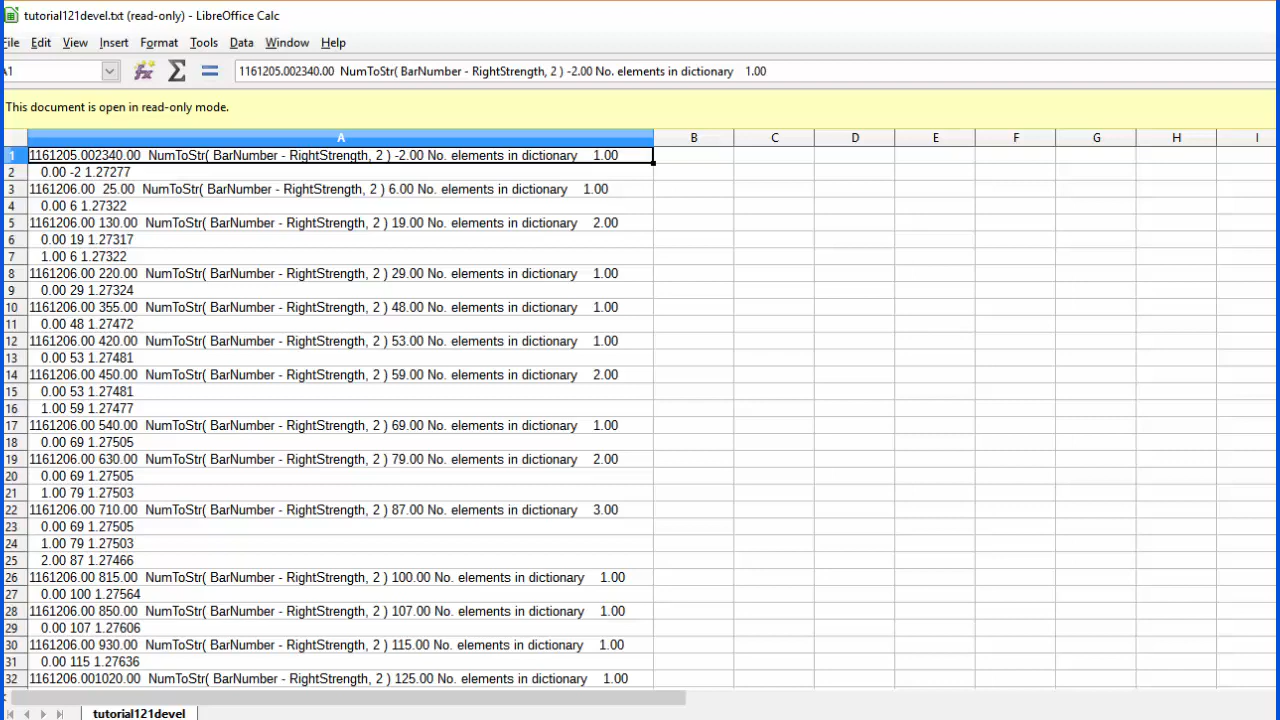 tutorial121devel.txt (read-only) - LibreOffice Calc
File Edit View Insert Format Tools Data Window Help
A1 1161205.002340.00 NumToStr( BarNumber - RightStrength, 2 ) -2.00 No. elements in dictionary 1.00
This document is open in read-only mode.
A B C D E F G H I
1 1161205.002340.00 NumToStr( BarNumber - RightStrength, 2 ) -2.00 No. elements in dictionary 1.00
2 0.00 -2 1.27277
3 1161206.00 25.00 NumToStr( BarNumber - RightStrength, 2 ) 6.00 No. elements in dictionary 1.00
4 0.00 6 1.27322
5 1161206.00 130.00 NumToStr( BarNumber - RightStrength, 2 ) 19.00 No. elements in dictionary 2.00
6 0.00 19 1.27317
7 1.00 6 1.27322
8 1161206.00 220.00 NumToStr( BarNumber - RightStrength, 2 ) 29.00 No. elements in dictionary 1.00
9 0.00 29 1.27324
10 1161206.00 355.00 NumToStr( BarNumber - RightStrength, 2 ) 48.00 No. elements in dictionary 1.00
11 0.00 48 1.27472
12 1161206.00 420.00 NumToStr( BarNumber - RightStrength, 2 ) 53.00 No. elements in dictionary 1.00
13 0.00 53 1.27481
14 1161206.00 450.00 NumToStr( BarNumber - RightStrength, 2 ) 59.00 No. elements in dictionary 2.00
15 0.00 53 1.27481
16 1.00 59 1.27477
17 1161206.00 540.00 NumToStr( BarNumber - RightStrength, 2 ) 69.00 No. elements in dictionary 1.00
18 0.00 69 1.27505
19 1161206.00 630.00 NumToStr( BarNumber - RightStrength, 2 ) 79.00 No. elements in dictionary 2.00
20 0.00 69 1.27505
21 1.00 79 1.27503
22 1161206.00 710.00 NumToStr( BarNumber - RightStrength, 2 ) 87.00 No. elements in dictionary 3.00
23 0.00 69 1.27505
24 1.00 79 1.27503
25 2.00 87 1.27466
26 1161206.00 815.00 NumToStr( BarNumber - RightStrength, 2 ) 100.00 No. elements in dictionary 1.00
27 0.00 100 1.27564
28 1161206.00 850.00 NumToStr( BarNumber - RightStrength, 2 ) 107.00 No. elements in dictionary 1.00
29 0.00 107 1.27606
30 1161206.00 930.00 NumToStr( BarNumber - RightStrength, 2 ) 115.00 No. elements in dictionary 1.00
31 0.00 115 1.27636
32 1161206.001020.00 NumToStr( BarNumber - RightStrength, 2 ) 125.00 No. elements in dictionary 1.00
tutorial121devel